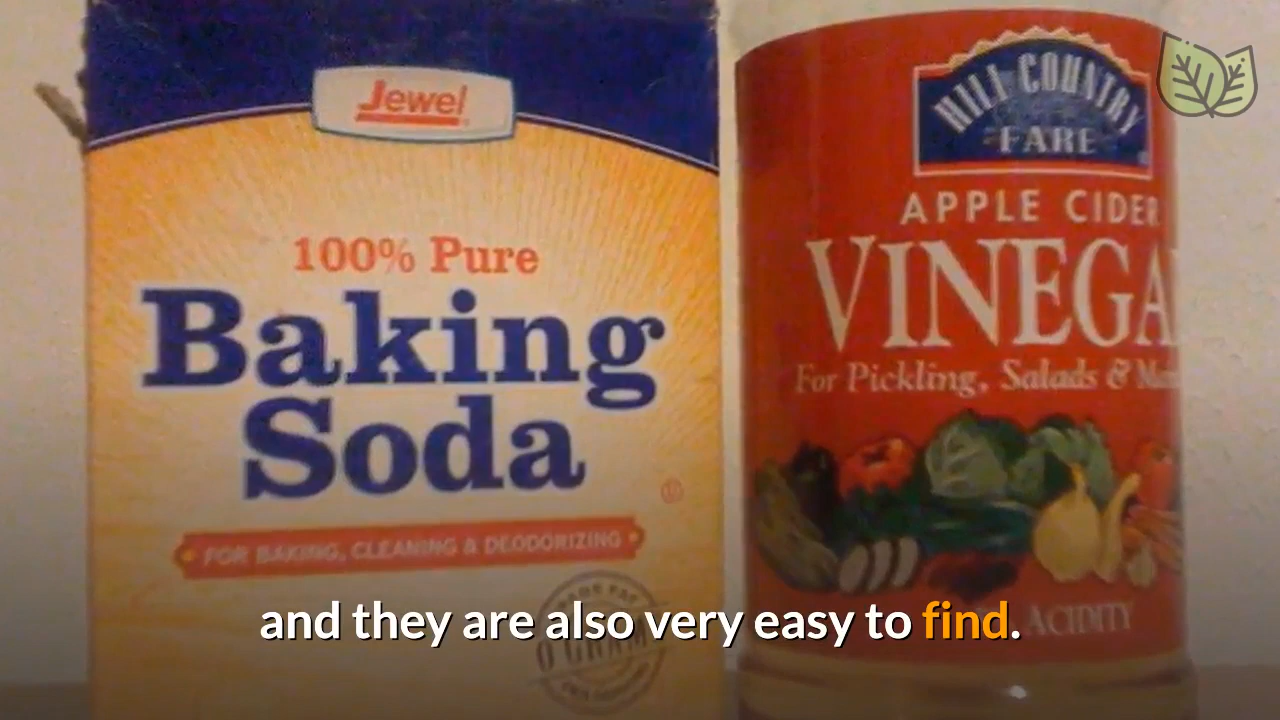 Jewel
100% Pure
Baking
Soda
FOR BAKING, CLEANING & DEODORIZING
HILL COUNTRY
FARE
APPLE CIDER
VINEGA
For Pickling, Salads &
ACIDITY
and they are also very easy to find.